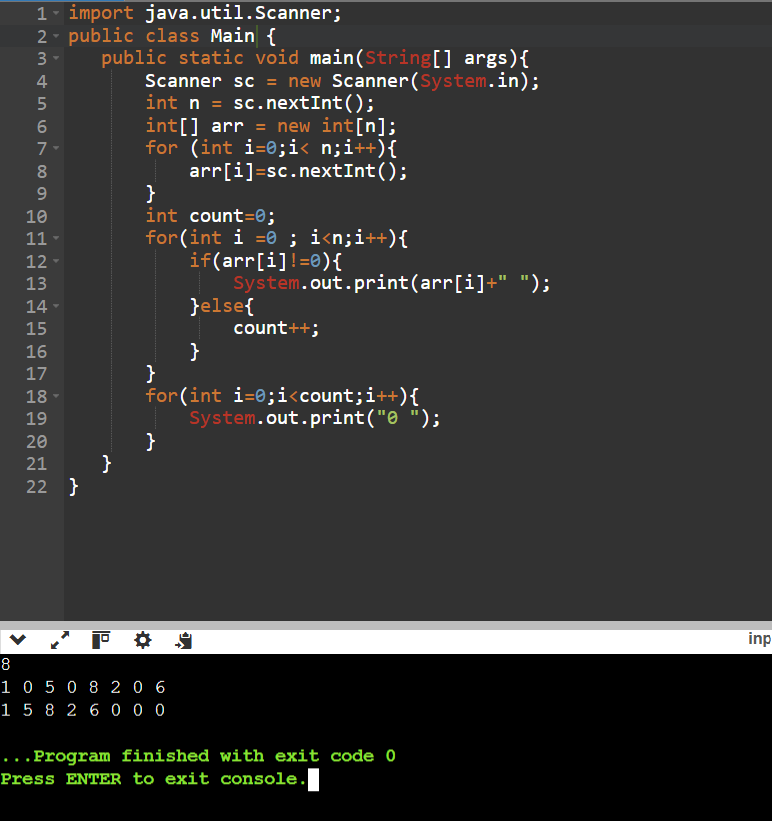 1 import java.util.Scanner;
2 public class Main {
3 public static void main(String[] args){
4 Scanner sc = new Scanner(System.in);
5 int n = sc.nextInt();
6 int[] arr = new int[n];
7 for (int i=0;i< n;i++){
8 arr[i]=sc.nextInt();
9 }
10 int count=0;
11 for(int i =0 ; i<n;i++){
12 if(arr[i]!=0){
13 System.out.print(arr[i]+" ");
14 }else{
15 count++;
16 }
17 }
18 for(int i=0;i<count;i++){
19 System.out.print("0 ");
20 }
21 }
22 }
inp
8
1 0 5 0 8 2 0 6
1 5 8 2 6 0 0 0
...Program finished with exit code 0
Press ENTER to exit console.